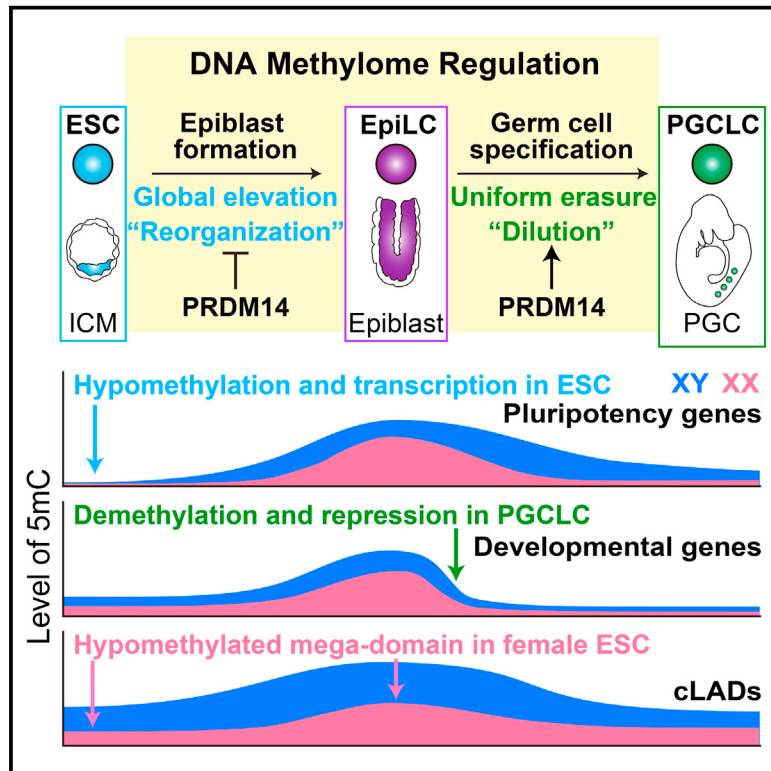 DNA Methylome Regulation
ESC
Epiblast
formation
EpiLC
Germ cell
specification
PGCLC
Global elevation
“Reorganization”
Uniform erasure
“Dilution”
PRDM14
PRDM14
ICM
Epiblast
PGC
Level of 5mC
Hypomethylation and transcription in ESC
XY XX
Pluripotency genes
Demethylation and repression in PGCLC
Developmental genes
Hypomethylated mega-domain in female ESC
cLADs